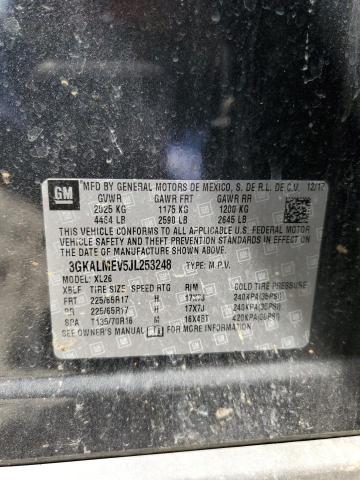 GM
MFD BY GENERAL MOTORS DE MEXICO, S. DE R.L. DE C.V. 12/17
GVWR GAWR FRT GAWR RR
2025 KG 1175 KG 1200 KG
4464 LB 2590 LB 2645 LB
THIS VEHICLE CONFORMS TO ALL APPLICABLE U.S. FEDERAL MOTOR
VEHICLE SAFETY AND THEFT PREVENTION STANDARDS IN EFFECT ON
THE DATE OF MANUFACTURE SHOWN ABOVE.
3GKALMEV5JL253248 TYPE: M.P.V.
MODEL: XL26
XBLF TIRE SIZE SPEED RTG RIM COLD TIRE PRESSURE
FRT 225/65R17 H 17X7J 240KPA(35PSI)
RR 225/65R17 H 17X7J 240KPA(35PSI)
SPA T135/70R16 M 16X4BT 420KPA(60PSI)
SEE OWNER'S MANUAL FOR MORE INFORMATION.